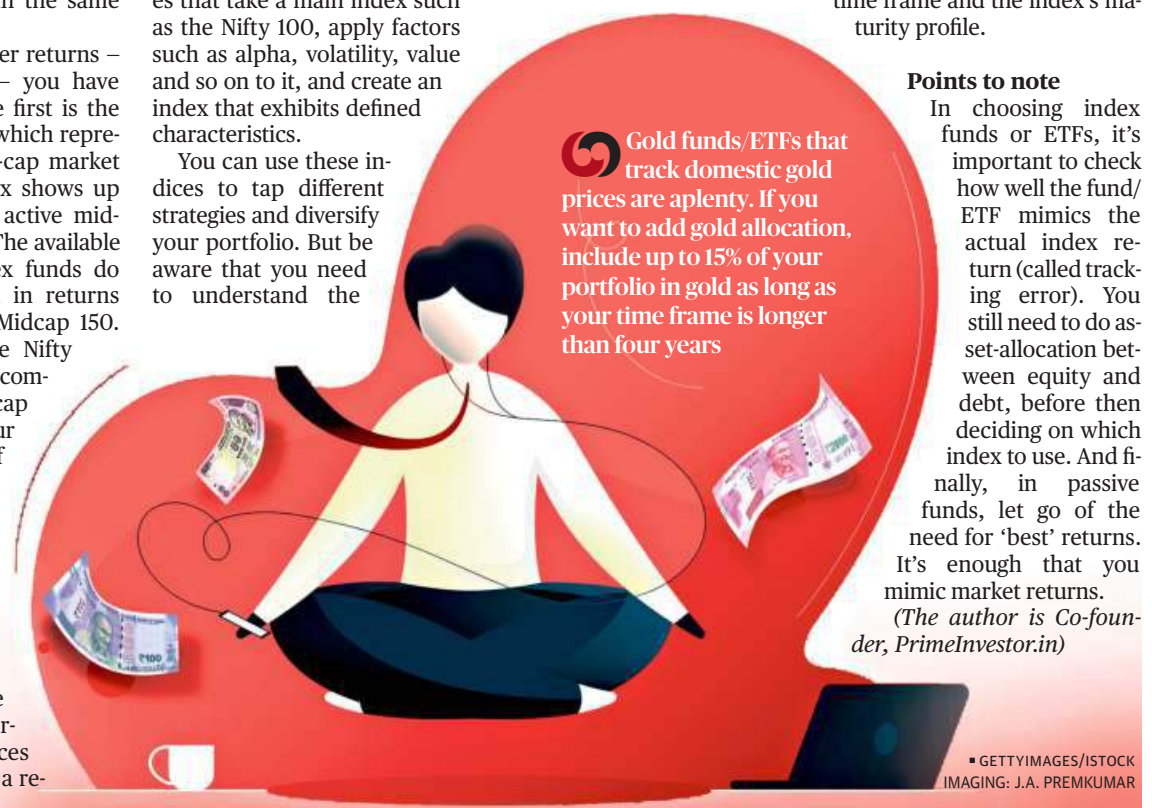 the same
er returns –
– you have
e first is the
which repre-
-cap market
x shows up
active mid-
The available
ex funds do
in returns
Midcap 150.
e Nifty
com-
cap
ur
f
e
r-
ces
a re-
es that take a main index such
as the Nifty 100, apply factors
such as alpha, volatility, value
and so on to it, and create an
index that exhibits defined
characteristics.
You can use these in-
dices to tap different
strategies and diversify
your portfolio. But be
aware that you need
to understand the
Gold funds/ETFs that
track domestic gold
prices are aplenty. If you
want to add gold allocation,
include up to 15% of your
portfolio in gold as long as
your time frame is longer
than four years
time frame and the index's ma-
turity profile.
Points to note
In choosing index
funds or ETFs, it's
important to check
how well the fund/
ETF mimics the
actual index re-
turn (called track-
ing error). You
still need to do as-
set-allocation bet-
ween equity and
debt, before then
deciding on which
index to use. And fi-
nally, in passive
funds, let go of the
need for ‘best’ returns.
It's enough that you
mimic market returns.
(The author is Co-foun-
der, PrimeInvestor.in)
₹100
▪ GETTYIMAGES/ISTOCK
IMAGING: J.A. PREMKUMAR